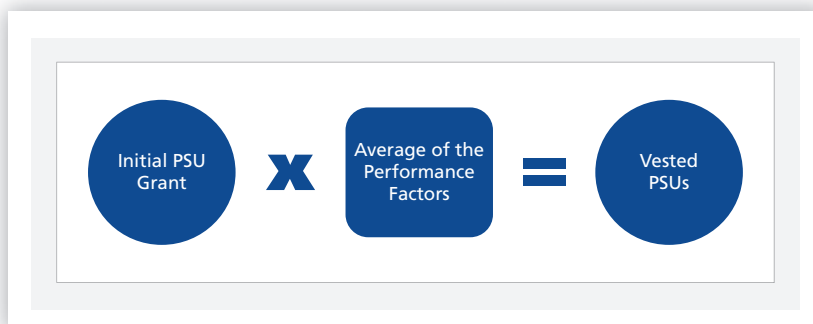 Initial PSU
Grant
x
Average of the
Performance
Factors
=
Vested
PSUs